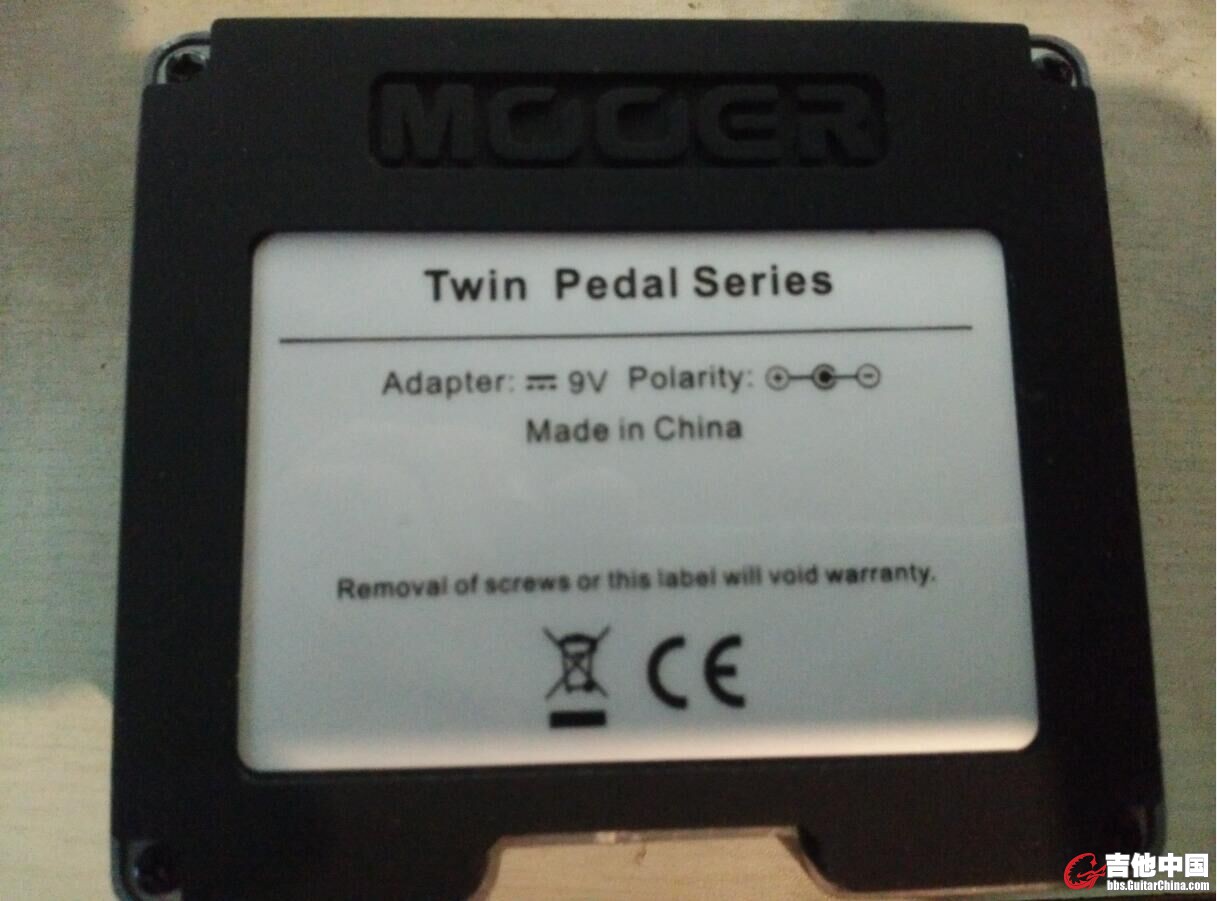 MOOER
Twin Pedal Series
Adapter: ⎓ 9V Polarity:
Made in China
Removal of screws or this label will void warranty.
CE
吉他中国
bbs.GuitarChina.com